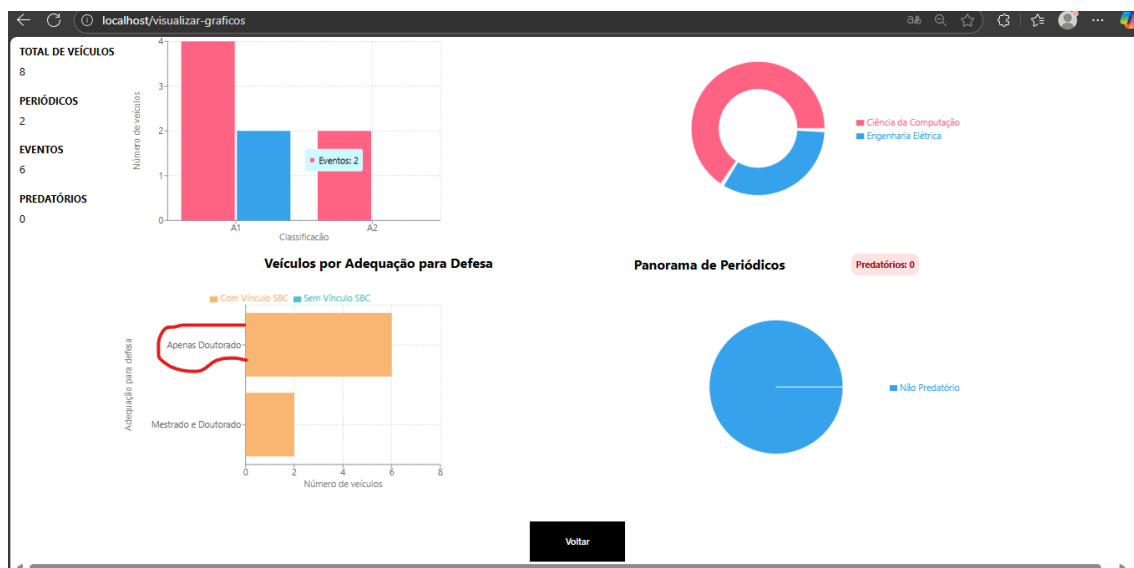 localhost/visualizar-graficos
TOTAL DE VEÍCULOS
8
PERIÓDICOS
2
EVENTOS
6
PREDATÓRIOS
0
Número de veículos
4
3
2
1
0
Eventos: 2
A1
A2
Classificacão
Ciência da Computação
Engenharia Elétrica
Veículos por Adequação para Defesa
Com Vínculo SBC
Sem Vínculo SBC
Adequação para defesa
Apenas Doutorado
Mestrado e Doutorado
0 2 4 6 8
Número de veículos
Panorama de Periódicos
Predatórios: 0
Não Predatório
Voltar